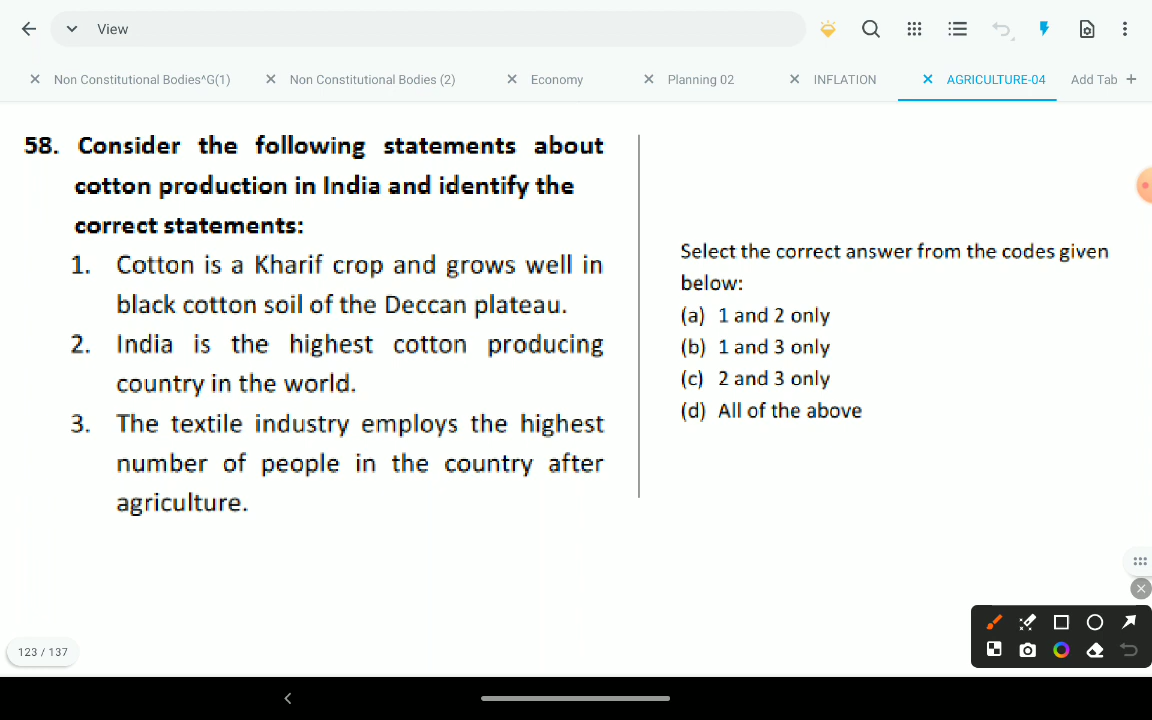 View
Non Constitutional Bodies^G(1)
Non Constitutional Bodies (2)
Economy
Planning 02
INFLATION
AGRICULTURE-04
Add Tab +
58. Consider the following statements about
cotton production in India and identify the
correct statements:
1. Cotton is a Kharif crop and grows well in
black cotton soil of the Deccan plateau.
2. India is the highest cotton producing
country in the world.
3. The textile industry employs the highest
number of people in the country after
agriculture.
Select the correct answer from the codes given
below:
(a) 1 and 2 only
(b) 1 and 3 only
(c) 2 and 3 only
(d) All of the above
123 / 137